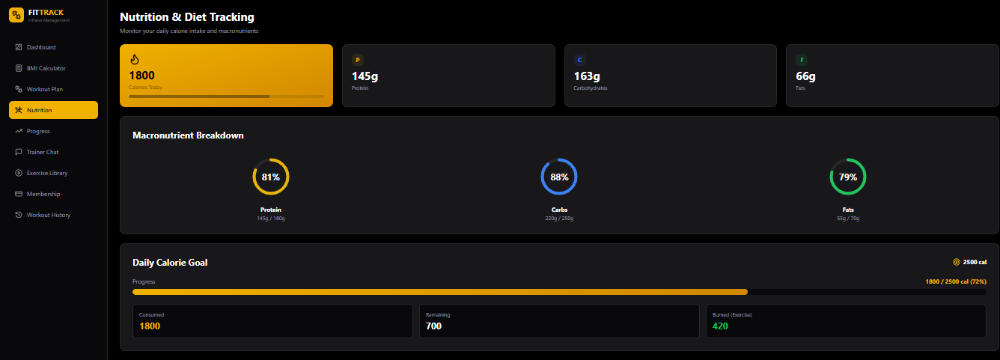 FITTRACK
Fitness Management
Dashboard
BMI Calculator
Workout Plan
Nutrition
Progress
Trainer Chat
Exercise Library
Membership
Workout History
Nutrition & Diet Tracking
Monitor your daily calorie intake and macronutrients
1800
Calories Today
P
145g
Protein
C
163g
Carbohydrates
F
66g
Fats
Macronutrient Breakdown
81%
Protein
145g / 180g
88%
Carbs
220g / 250g
79%
Fats
55g / 70g
Daily Calorie Goal
2500 cal
Progress
1800 / 2500 cal (72%)
Consumed
1800
Remaining
700
Burned (Exercise)
420